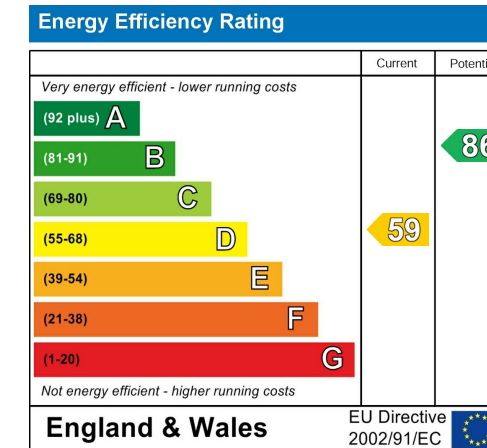 Energy Efficiency Rating
Current Potenti
Very energy efficient - lower running costs
(92 plus) A
(81-91) B
86
(69-80) C
(55-68) D
59
(39-54) E
(21-38) F
(1-20) G
Not energy efficient - higher running costs
England & Wales
EU Directive
2002/91/EC